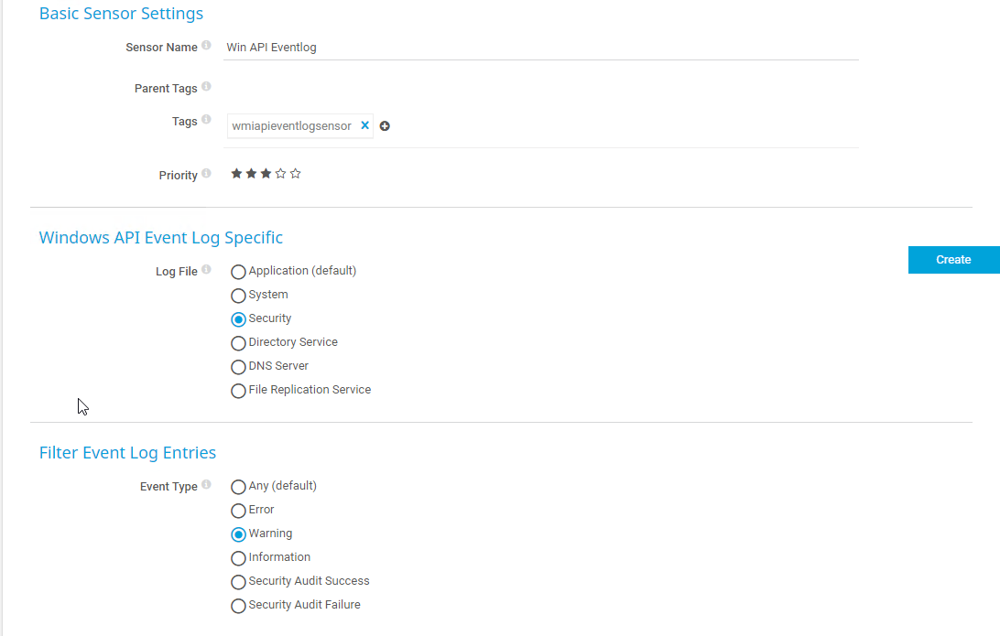 Basic Sensor Settings
Sensor Name Win API Eventlog
Parent Tags
Tags wmiapieventlogsensor
Priority
Windows API Event Log Specific
Log File Application (default)
Create
System
Security
Directory Service
DNS Server
File Replication Service
Filter Event Log Entries
Event Type Any (default)
Error
Warning
Information
Security Audit Success
Security Audit Failure